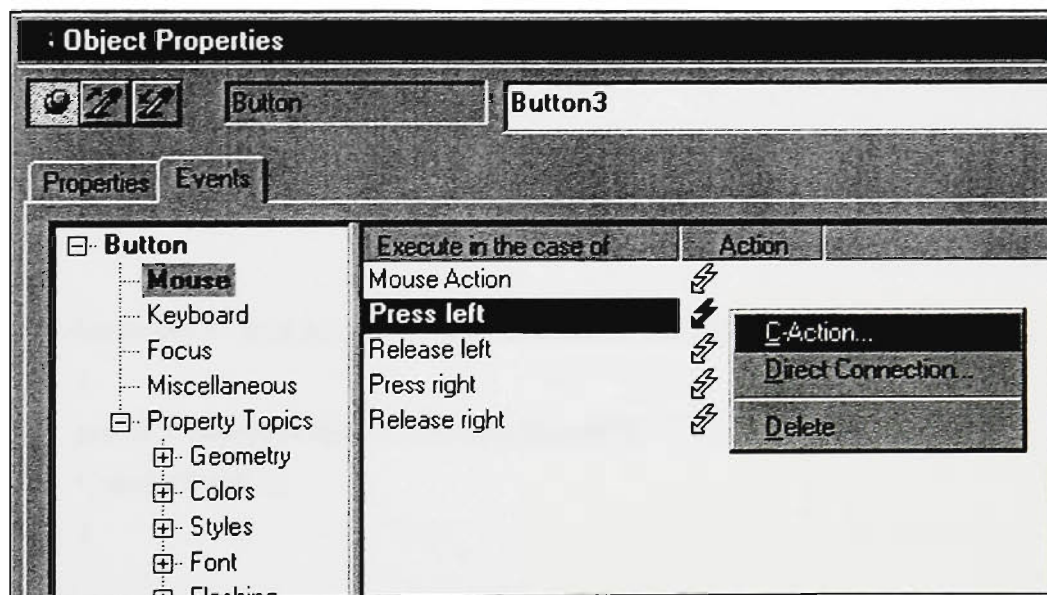 Object Properties
Button Button3
Properties Events
Button
Mouse
Keyboard
Focus
Miscellaneous
Property Topics
Geometry
Colors
Styles
Font
Flashing
Execute in the case of Action
Mouse Action
Press left
Release left
Press right
Release right
C-Action...
Direct Connection...
Delete